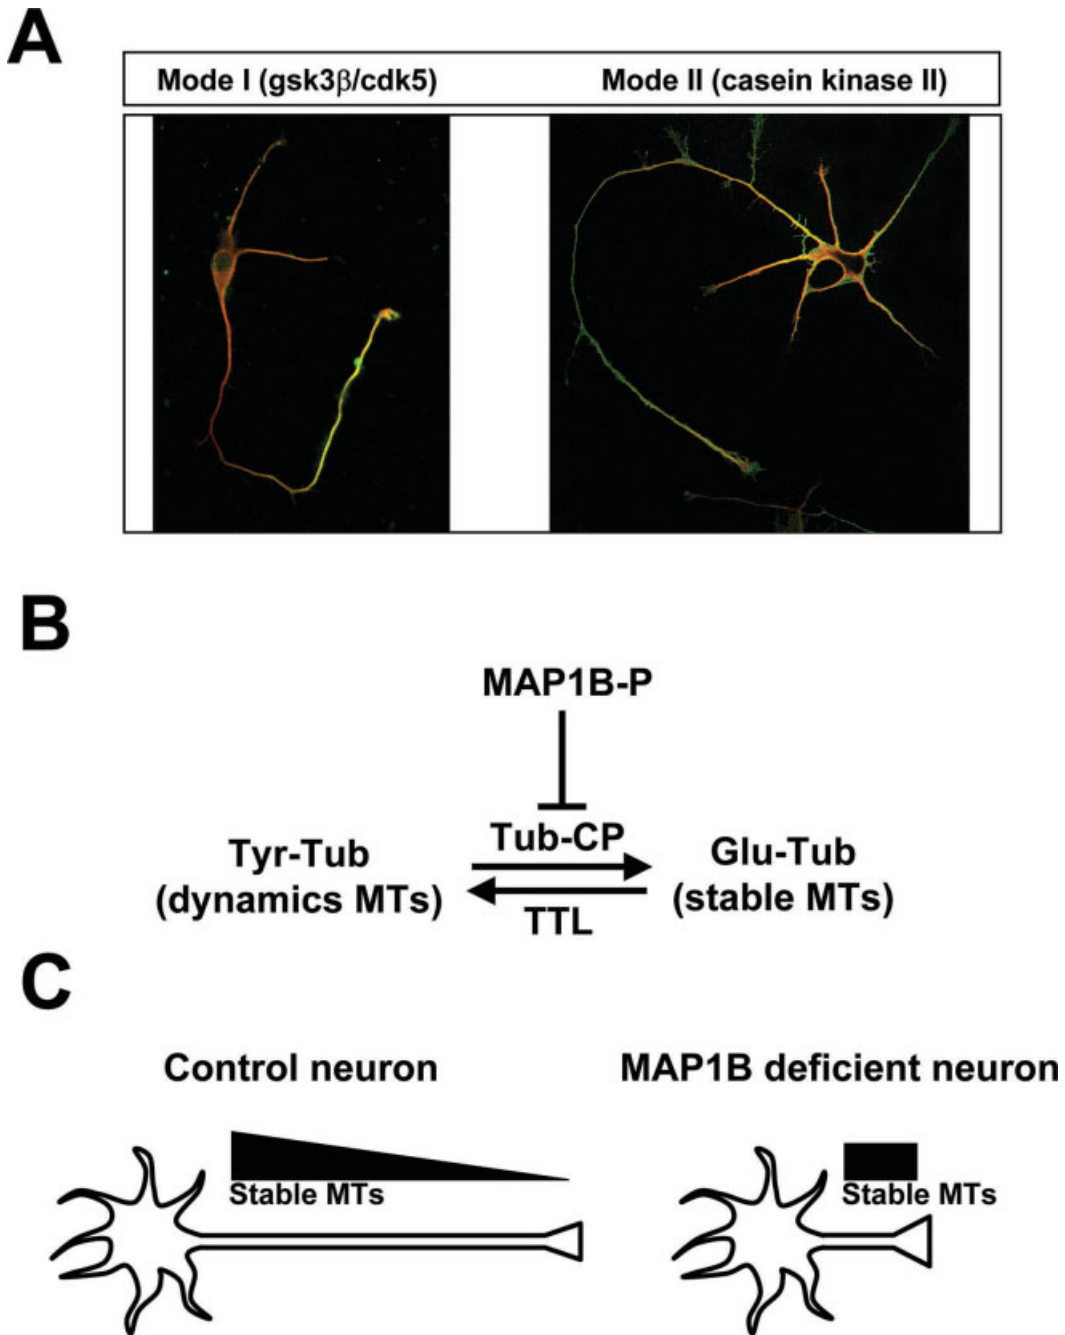 A
Mode I (gsk3β/cdk5)
Mode II (casein kinase II)
B
MAP1B-P
Tub-CP
Tyr-Tub
(dynamics MTs)
Glu-Tub
(stable MTs)
TTL
C
Control neuron
MAP1B deficient neuron
Stable MTs
Stable MTs